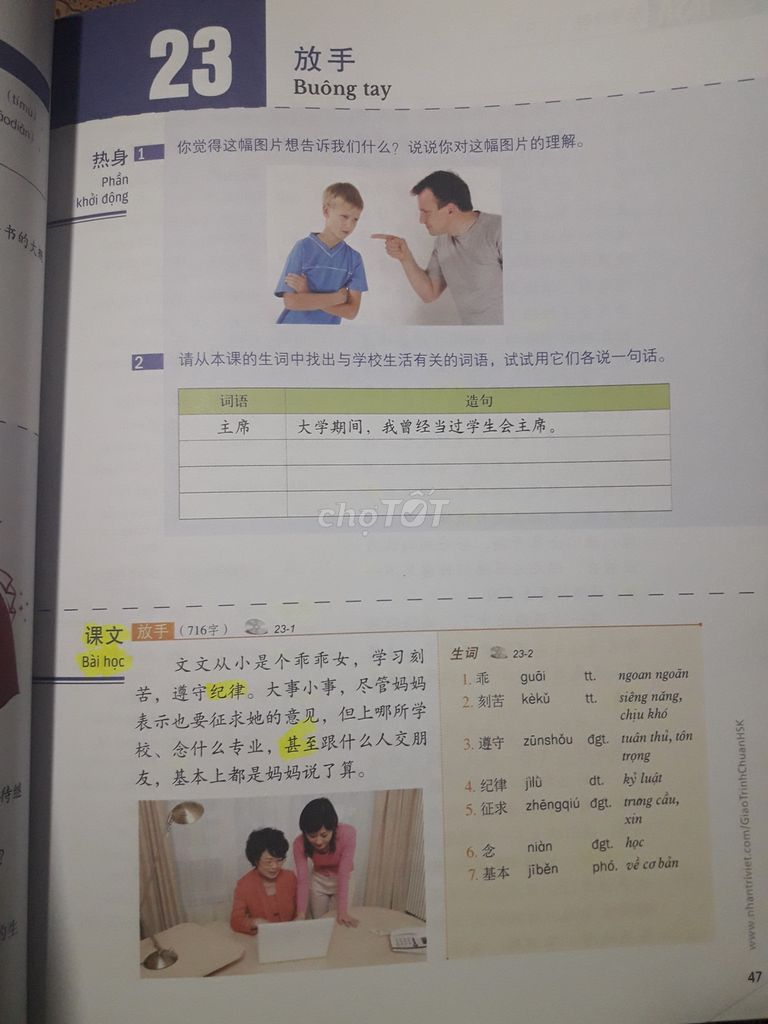 (tímù)
23
放手
Buông tay
热身
Phần
khởi động
1 你觉得这幅图片想告诉我们什么？说说你对这幅图片的理解。
2 请从本课的生词中找出与学校生活有关的词语，试试用它们各说一句话。
词语 造句
主席 大学期间，我曾经当过学生会主席。
chợTỐT
课文
Bài học
放手 (716字) 23-1
文文从小是个乖乖女，学习刻
苦，遵守纪律。大事小事，尽管妈妈
表示也要征求她的意见，但上哪所学
校、念什么专业，甚至跟什么人交朋
友，基本上都是妈妈说了算。
生词 23-2
1. 乖 guāi tt. ngoan ngoãn
2. 刻苦 kèkǔ tt. siêng năng,
chịu khó
3. 遵守 zūnshǒu đgt. tuân thủ, tôn
trọng
4. 纪律 jìlǜ dt. kỷ luật
5. 征求 zhēngqiú đgt. trưng cầu,
xin
6. 念 niàn đgt. học
7. 基本 jīběn phó. về cơ bản
www.nhantriviet.com/GiaoTrinhChuanHSK
47